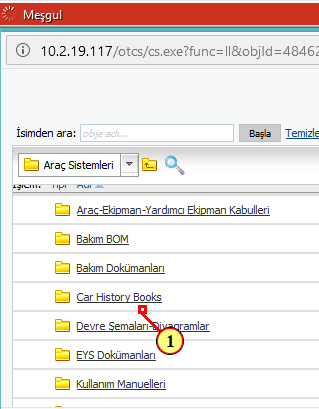 Meşgul
10.2.19.117/otcs/cs.exe?func=ll&objId=48462
İsimden ara: obje adı... Başla Temizle
Araç Sistemleri
Tipi Adı
Araç-Ekipman-Yardımcı Ekipman Kabulleri
Bakım BOM
Bakım Dokümanları
Car History Books
1
Devre Şemaları-Diyagramlar
EYS Dokümanları
Kullanım Manuelleri